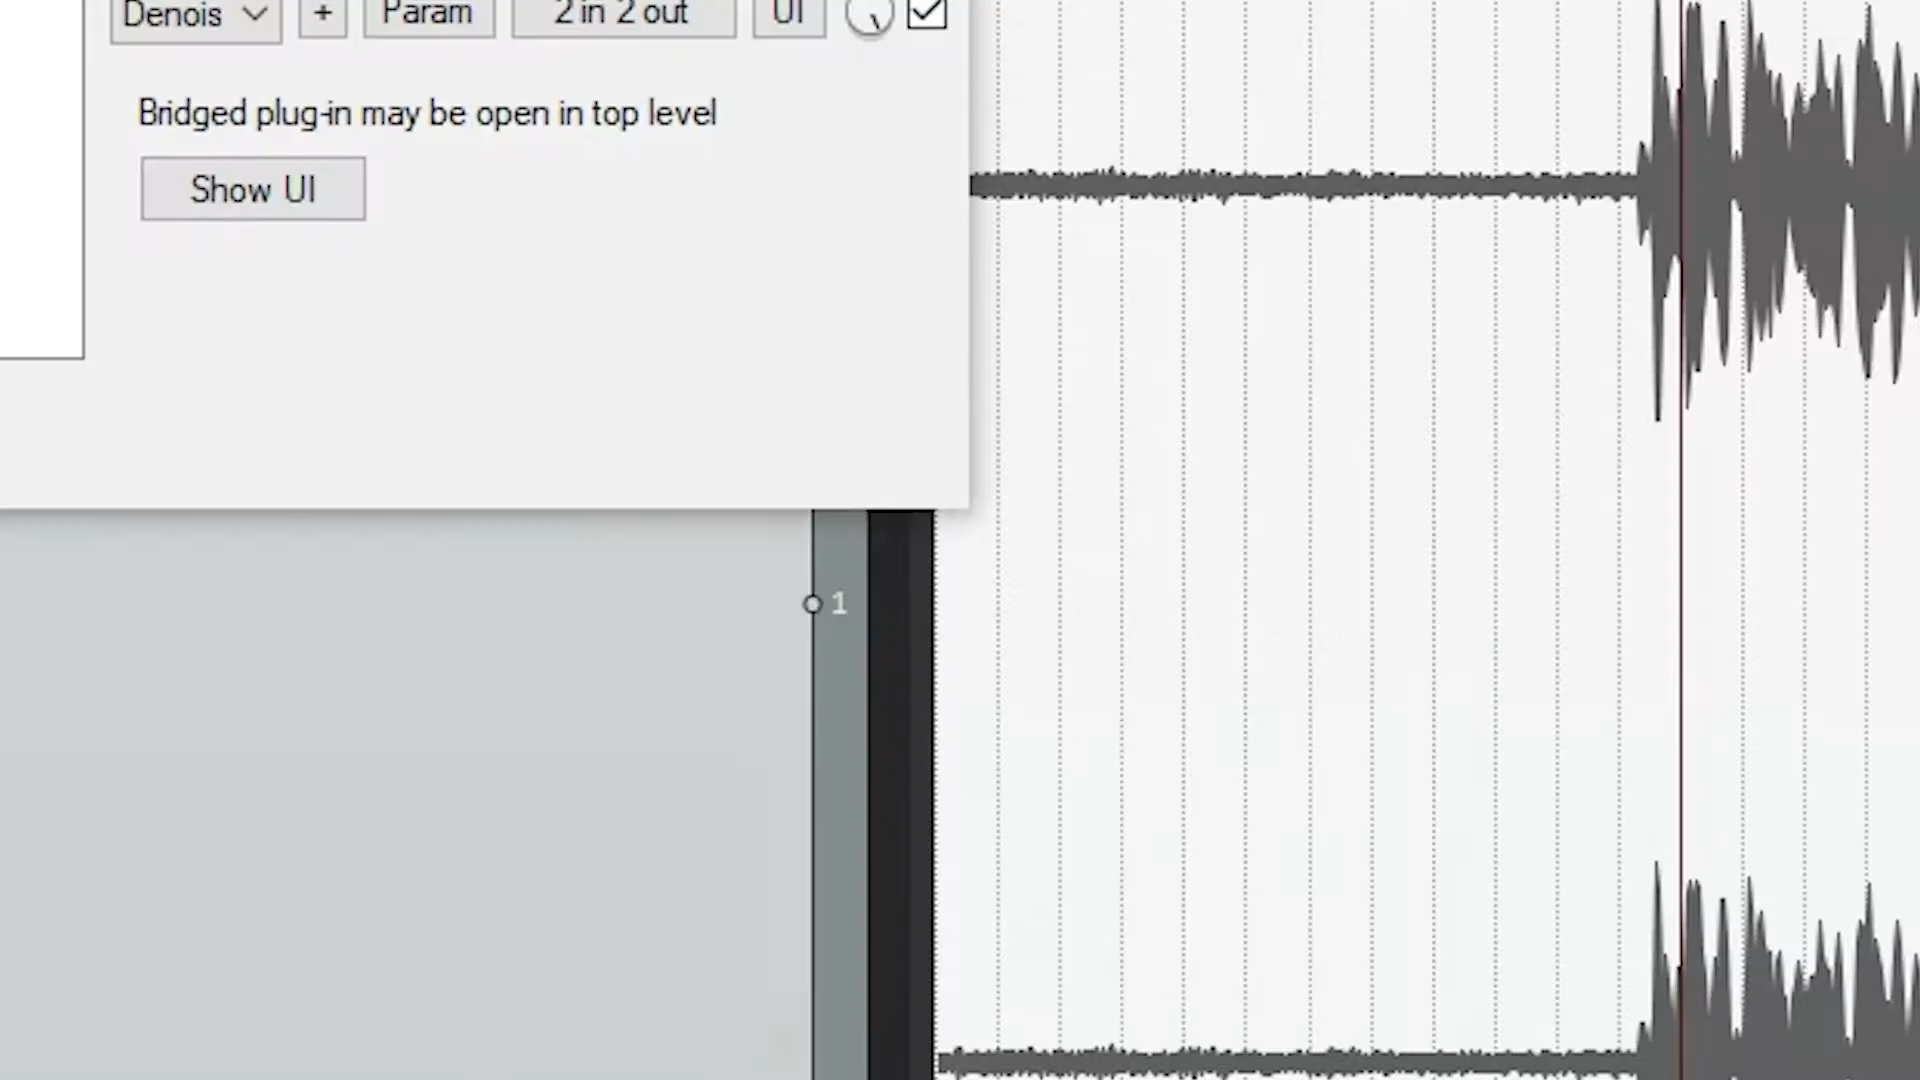 Denois + Param 2 in 2 out UI
Bridged plug-in may be open in top level
Show UI
1